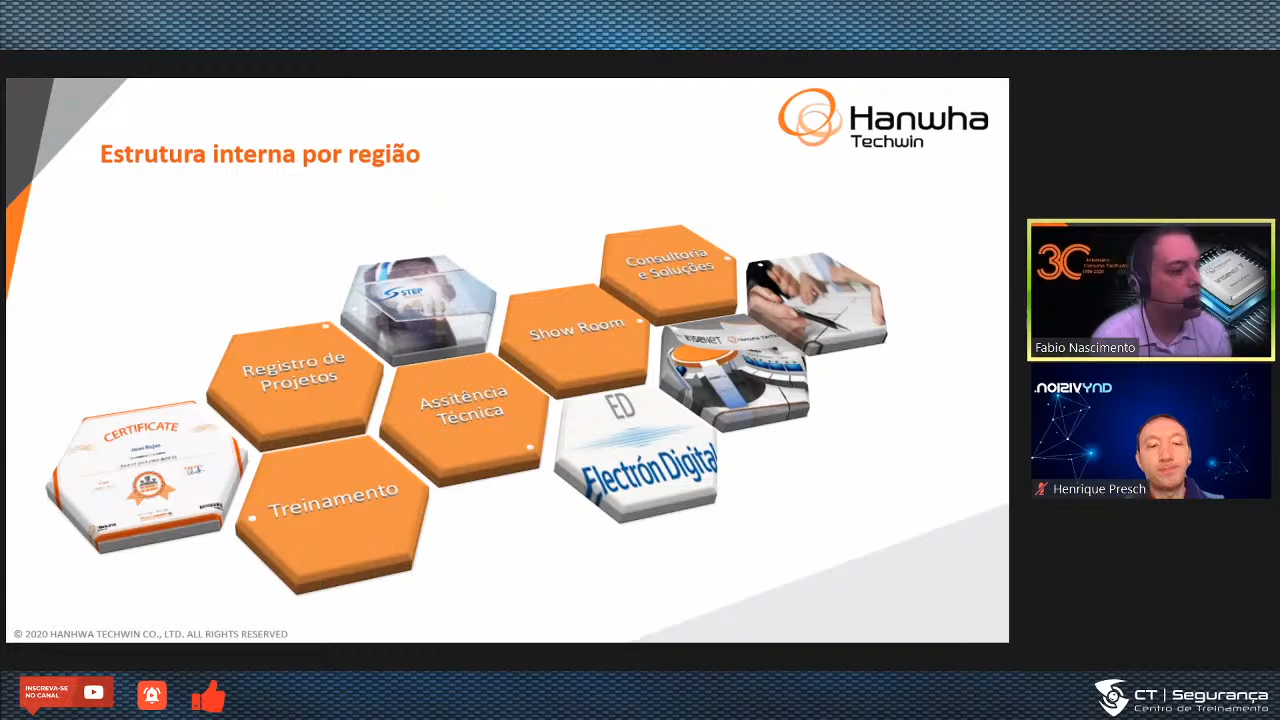 Hanwha
Techwin
Estrutura interna por região
Consultoria
e Soluções
STEP
Show Room
Registro de
Projetos
Assitência
Técnica
ED
Electrón Digital
CERTIFICATE
Treinamento
© 2020 HANHWA TECHWIN CO., LTD. ALL RIGHTS RESERVED
Fabio Nascimento
Henrique Presch
INSCREVA-SE
NO CANAL
CT | Segurança
Centro de Treinamento